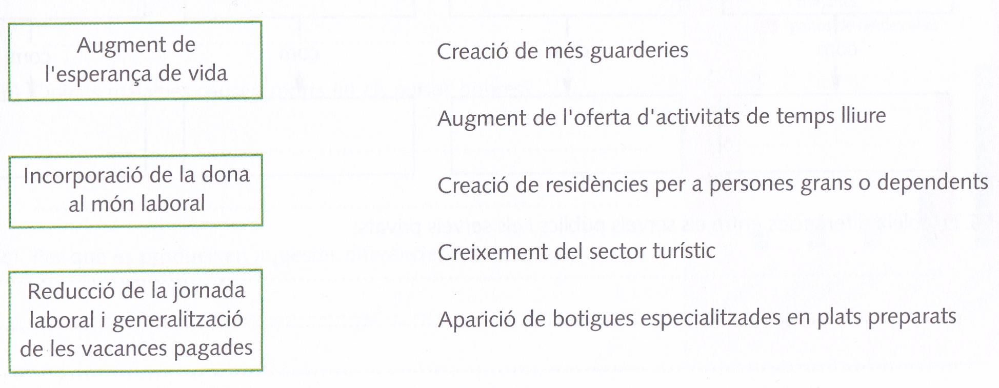 Augment de
l'esperança de vida
Incorporació de la dona
al món laboral
Reducció de la jornada
laboral i generalització
de les vacances pagades
Creació de més guarderies
Augment de l'oferta d'activitats de temps lliure
Creació de residències per a persones grans o dependents
Creixement del sector turístic
Aparició de botigues especialitzades en plats preparats